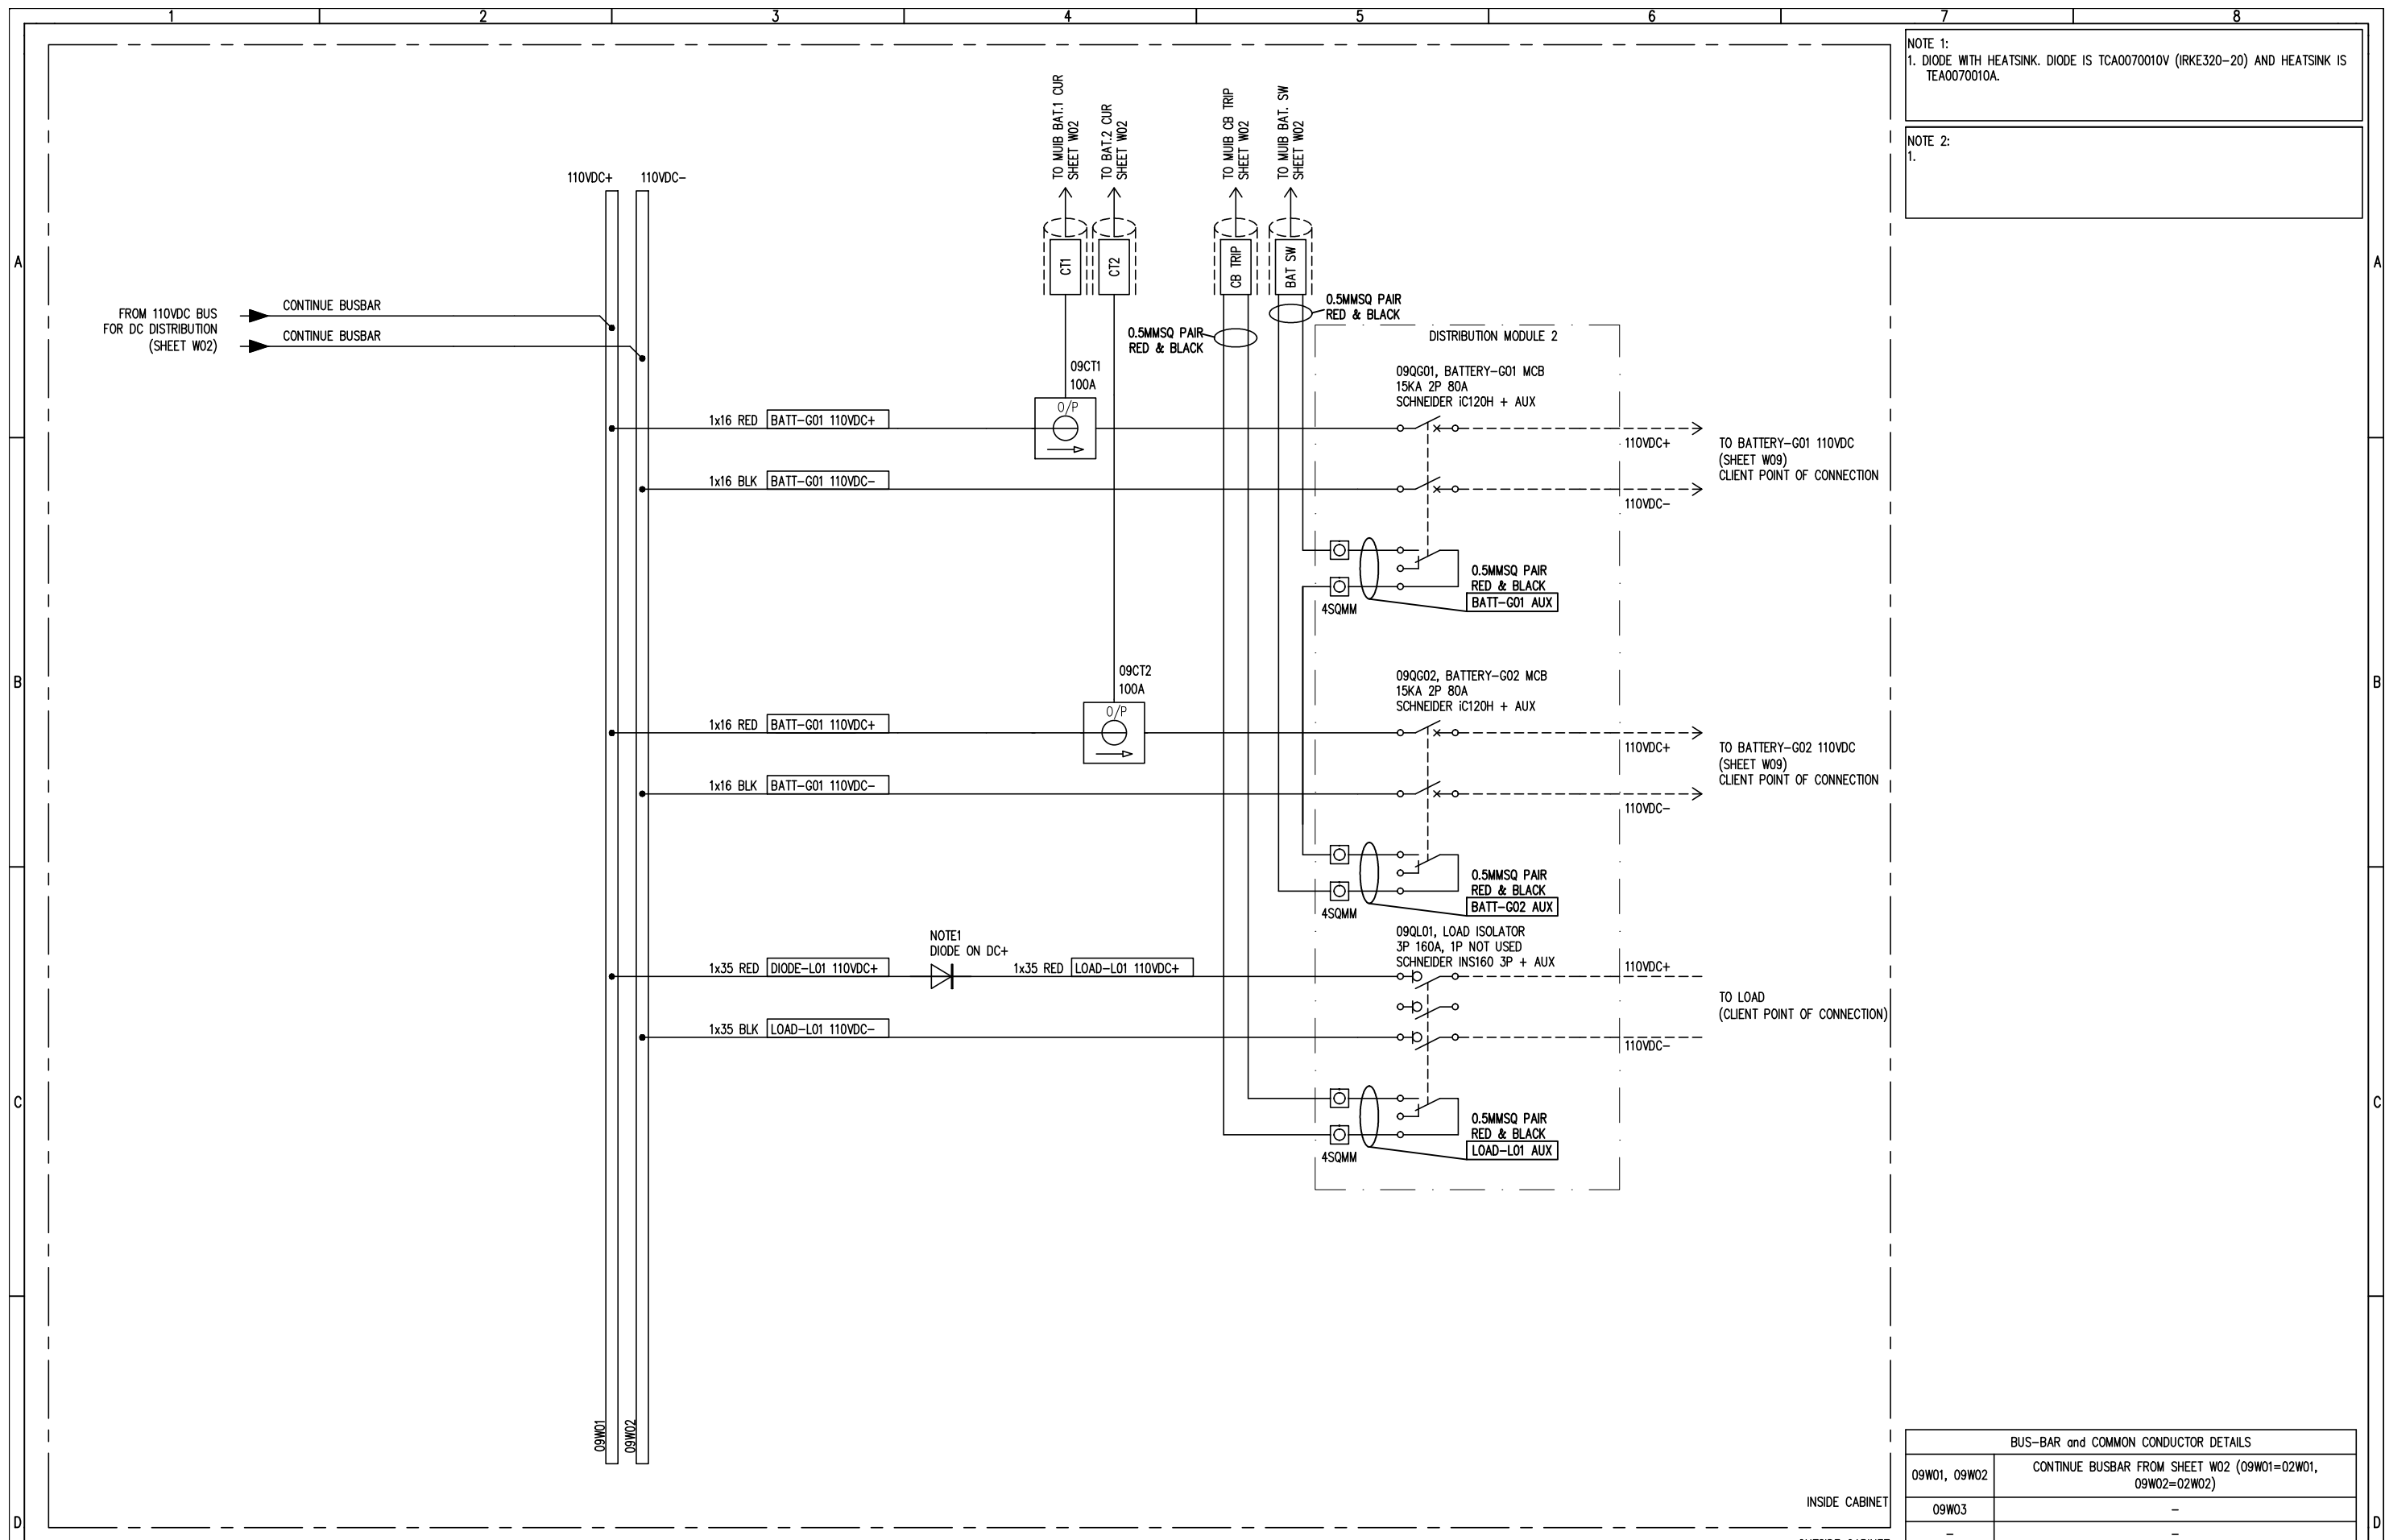 1 2 3 4 5 6 7 8
NOTE 1:
1. DIODE WITH HEATSINK. DIODE IS TCA0070010V (IRKE320-20) AND HEATSINK IS
TEA0070010A.
NOTE 2:
1.
TO MUIB BAT.1 CUR
SHEET W02
TO BAT.2 CUR
SHEET W02
TO MUIB CB TRIP
SHEET W02
TO MUIB BAT. SW
SHEET W02
110VDC+ 110VDC-
CT1
CT2
CB TRIP
BAT SW
A A
FROM 110VDC BUS
FOR DC DISTRIBUTION
(SHEET W02)
CONTINUE BUSBAR
CONTINUE BUSBAR
0.5MMSQ PAIR
RED & BLACK
0.5MMSQ PAIR
RED & BLACK
DISTRIBUTION MODULE 2
09CT1
100A
O/P
09QG01, BATTERY-G01 MCB
15KA 2P 80A
SCHNEIDER iC120H + AUX
1x16 RED BATT-G01 110VDC+
110VDC+
TO BATTERY-G01 110VDC
(SHEET W09)
CLIENT POINT OF CONNECTION
1x16 BLK BATT-G01 110VDC-
110VDC-
0.5MMSQ PAIR
RED & BLACK
BATT-G01 AUX
4SQMM
B B
09CT2
100A
O/P
09QG02, BATTERY-G02 MCB
15KA 2P 80A
SCHNEIDER iC120H + AUX
1x16 RED BATT-G01 110VDC+
110VDC+
TO BATTERY-G02 110VDC
(SHEET W09)
CLIENT POINT OF CONNECTION
1x16 BLK BATT-G01 110VDC-
110VDC-
0.5MMSQ PAIR
RED & BLACK
BATT-G02 AUX
4SQMM
NOTE1
DIODE ON DC+
09QL01, LOAD ISOLATOR
3P 160A, 1P NOT USED
SCHNEIDER INS160 3P + AUX
1x35 RED DIODE-L01 110VDC+
1x35 RED LOAD-L01 110VDC+
110VDC+
TO LOAD
(CLIENT POINT OF CONNECTION)
1x35 BLK LOAD-L01 110VDC-
110VDC-
C C
0.5MMSQ PAIR
RED & BLACK
LOAD-L01 AUX
4SQMM
09W01
09W02
BUS-BAR and COMMON CONDUCTOR DETAILS
09W01, 09W02 CONTINUE BUSBAR FROM SHEET W02 (09W01=02W01,
09W02=02W02)
09W03 -
- -
INSIDE CABINET
D D